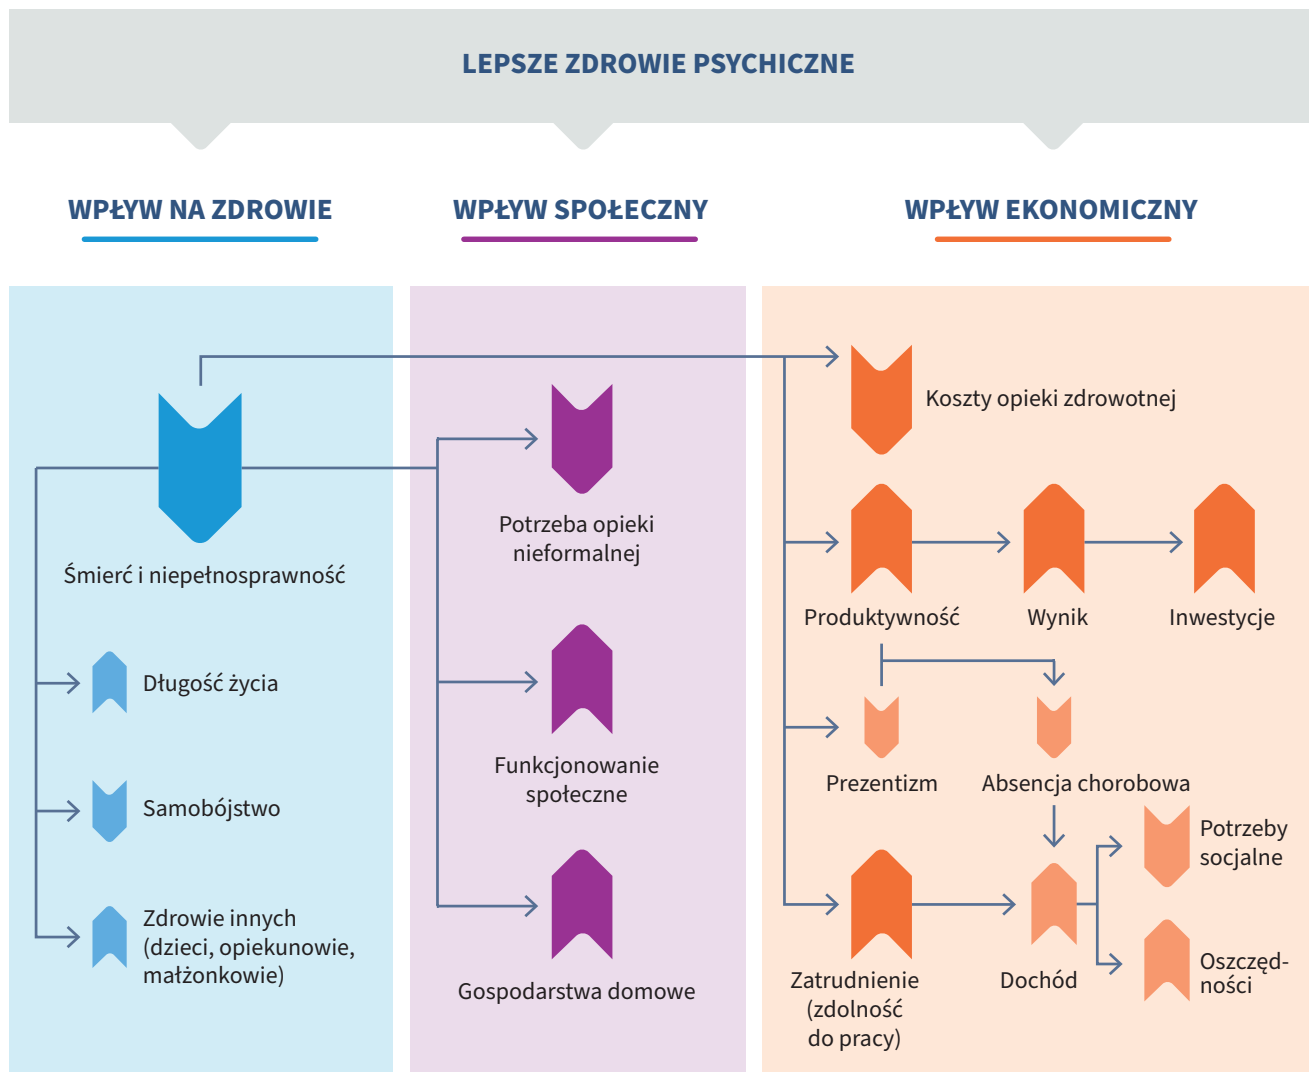 LEPSZE ZDROWIE PSYCHICZNE
WPŁYW NA ZDROWIE
WPŁYW SPOŁECZNY
WPŁYW EKONOMICZNY
Śmierć i niepełnosprawność
Długość życia
Samobójstwo
Zdrowie innych
(dzieci, opiekunowie,
małżonkowie)
Potrzeba opieki
nieformalnej
Funkcjonowanie
społeczne
Gospodarstwa domowe
Koszty opieki zdrowotnej
Produktywność
Wynik
Inwestycje
Prezentizm
Absencja chorobowa
Potrzeby
socjalne
Zatrudnienie
(zdolność
do pracy)
Dochód
Oszczęd-
ności